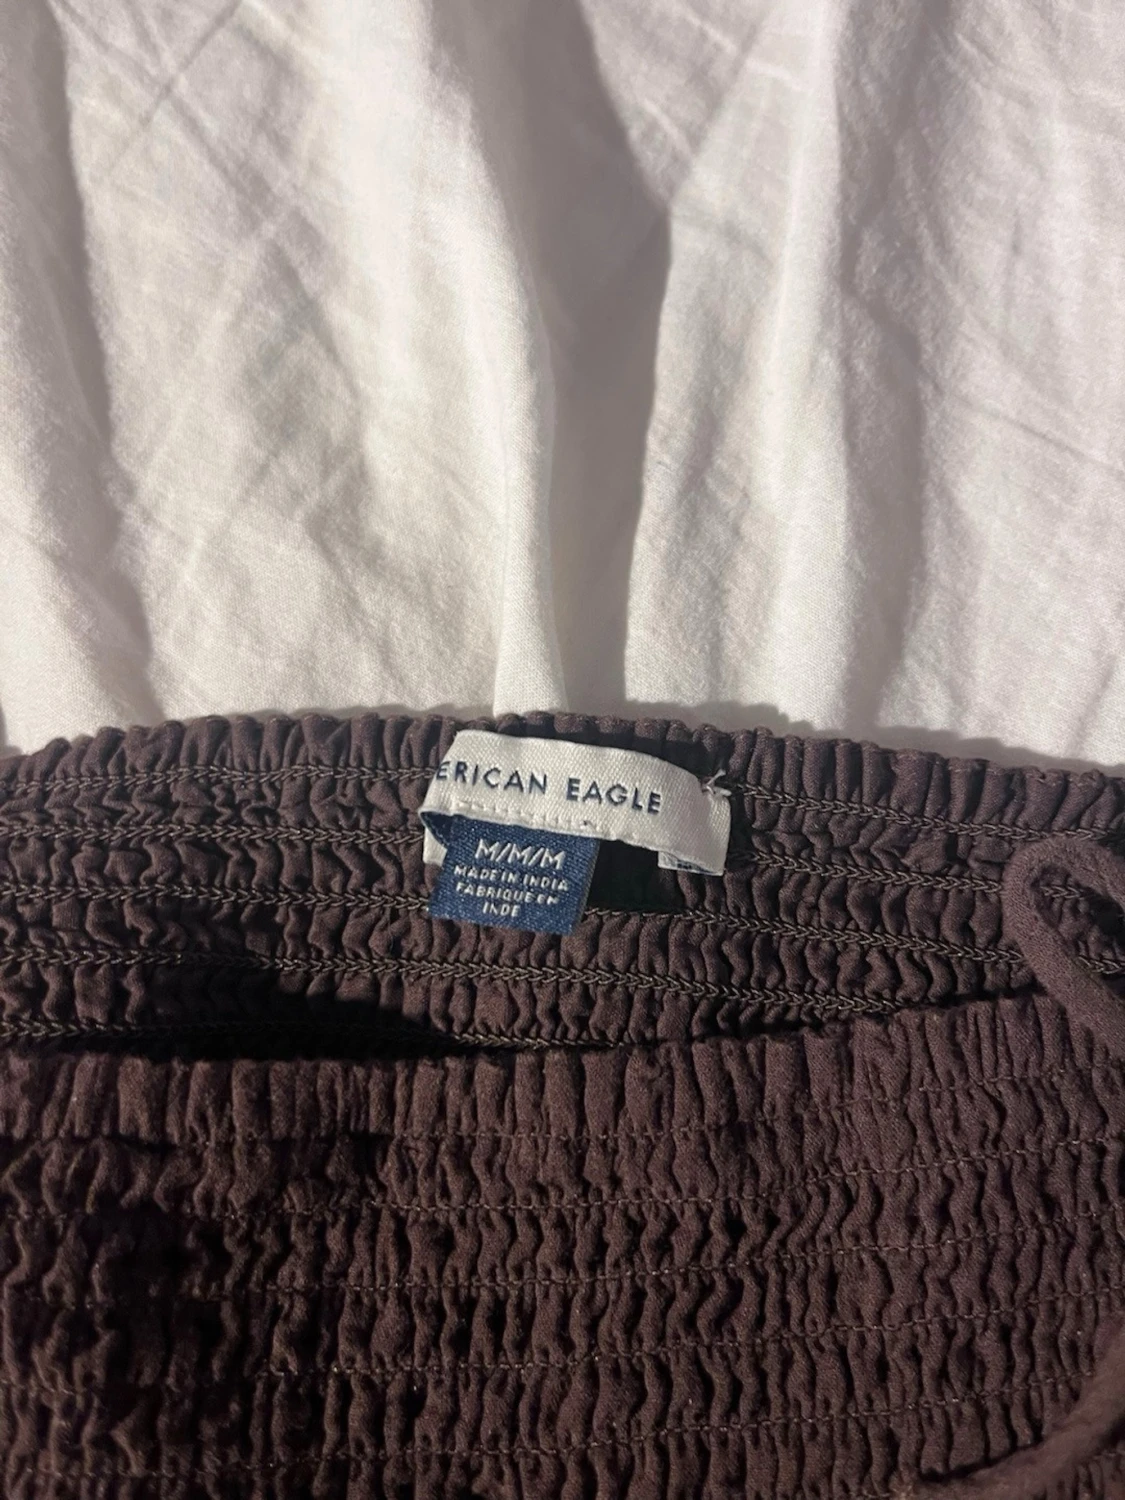 ERICAN EAGLE
M/M/M
MADE IN INDIA
FABRIQUE EN
INDE